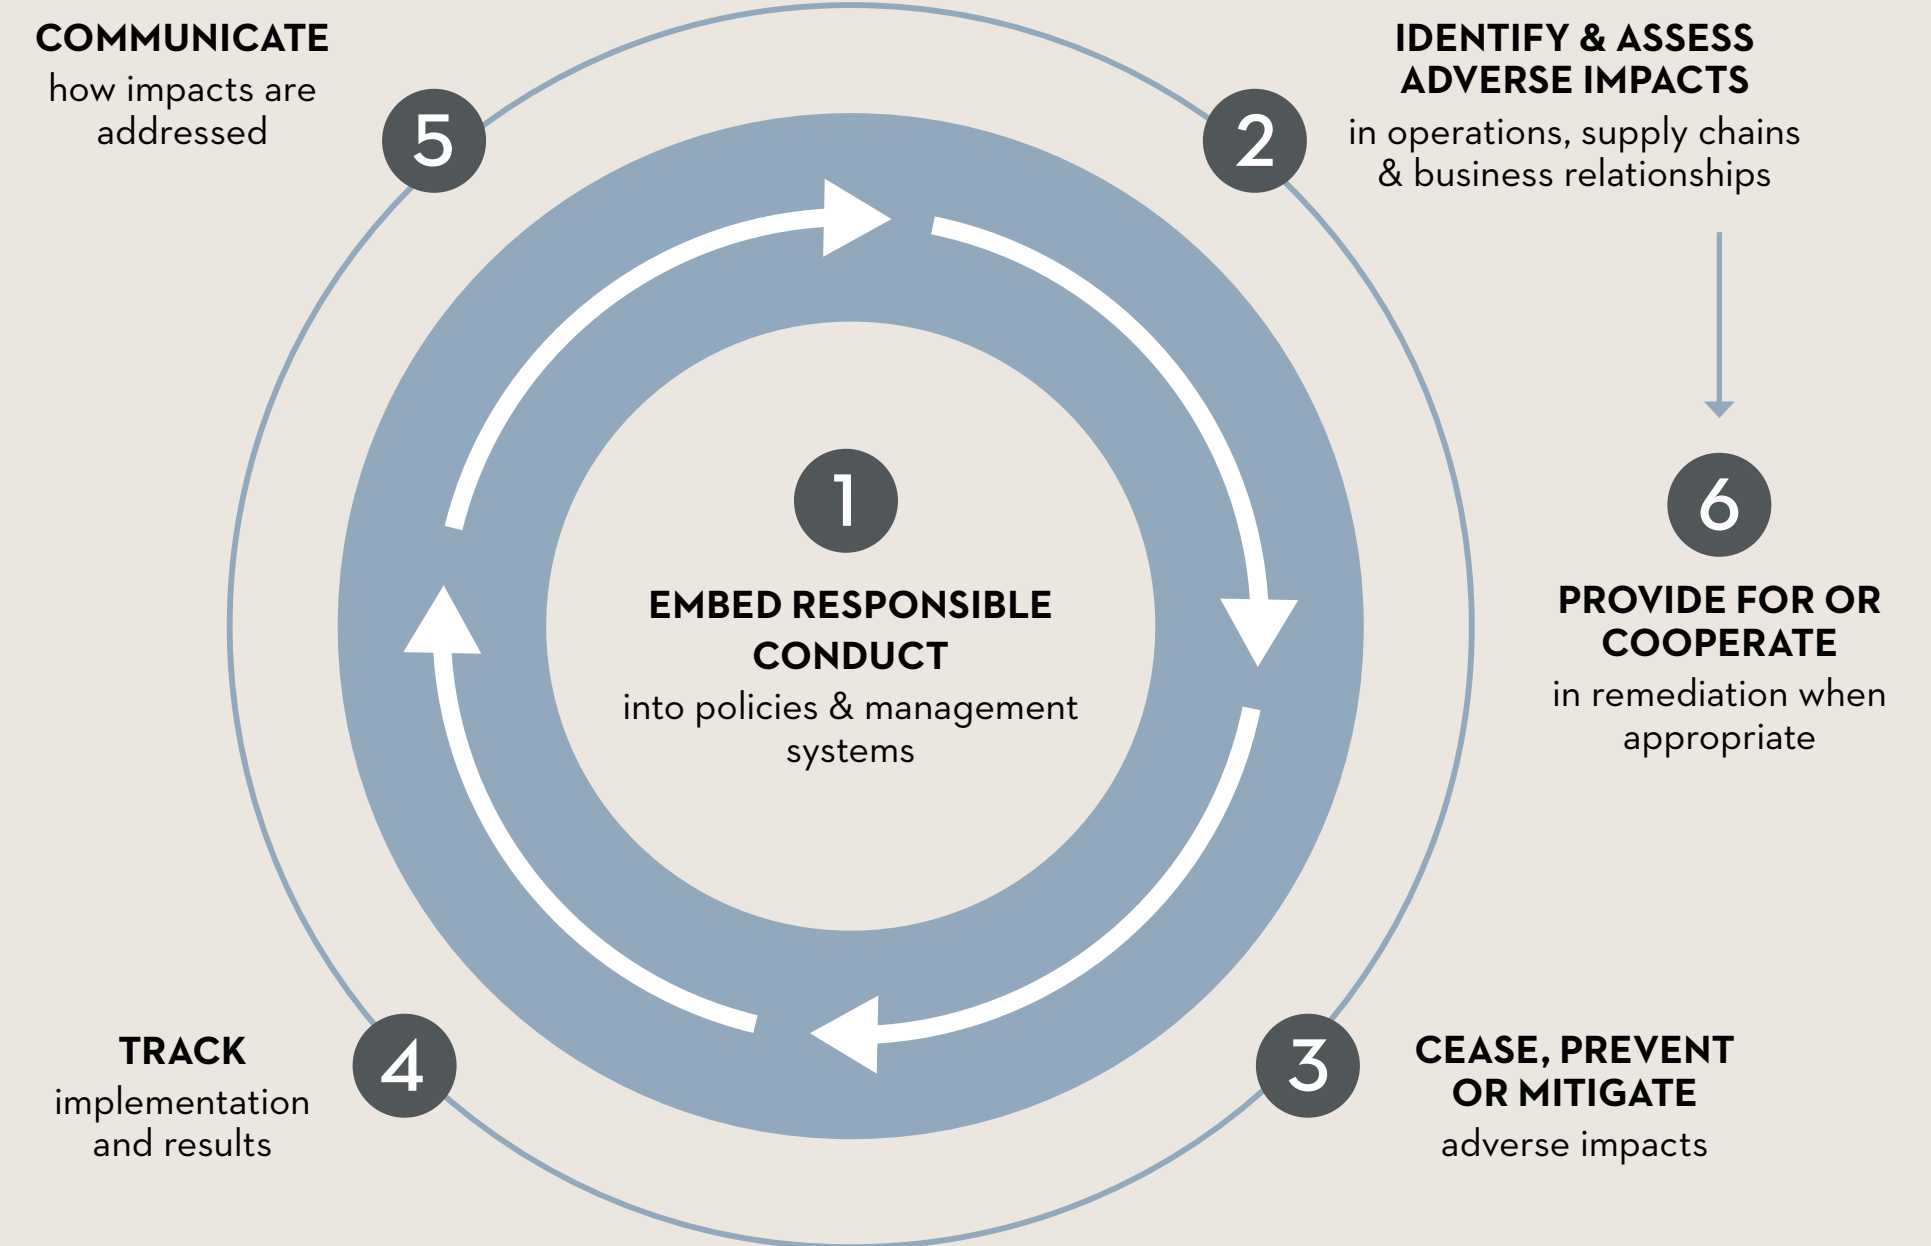 COMMUNICATE
how impacts are
addressed
5
2
IDENTIFY & ASSESS
ADVERSE IMPACTS
in operations, supply chains
& business relationships
1
EMBED RESPONSIBLE
CONDUCT
into policies & management
systems
6
PROVIDE FOR OR
COOPERATE
in remediation when
appropriate
TRACK
implementation
and results
4
3
CEASE, PREVENT
OR MITIGATE
adverse impacts